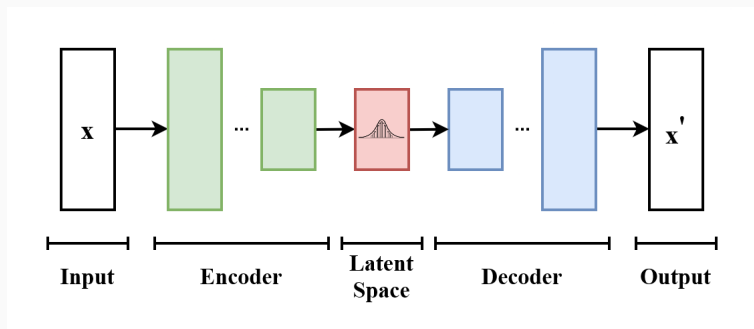 x
...
...
x'
Input
Encoder
Latent
Space
Decoder
Output